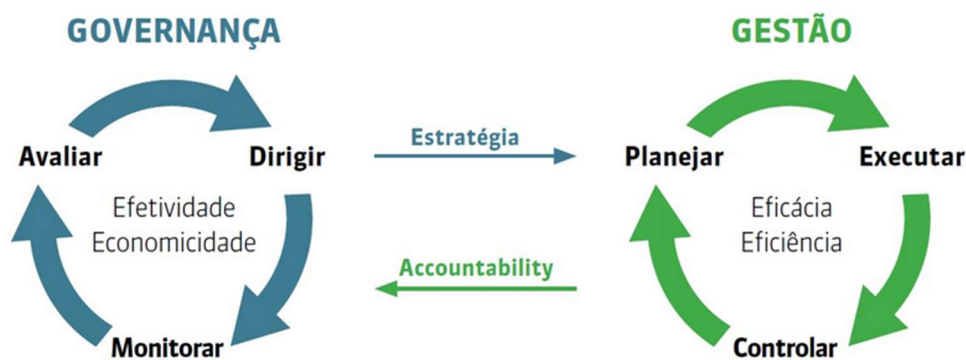 GOVERNANÇA
Avaliar
Dirigir
Efetividade
Economicidade
Monitorar
Estratégia
Accountability
GESTÃO
Planejar
Executar
Eficácia
Eficiência
Controlar